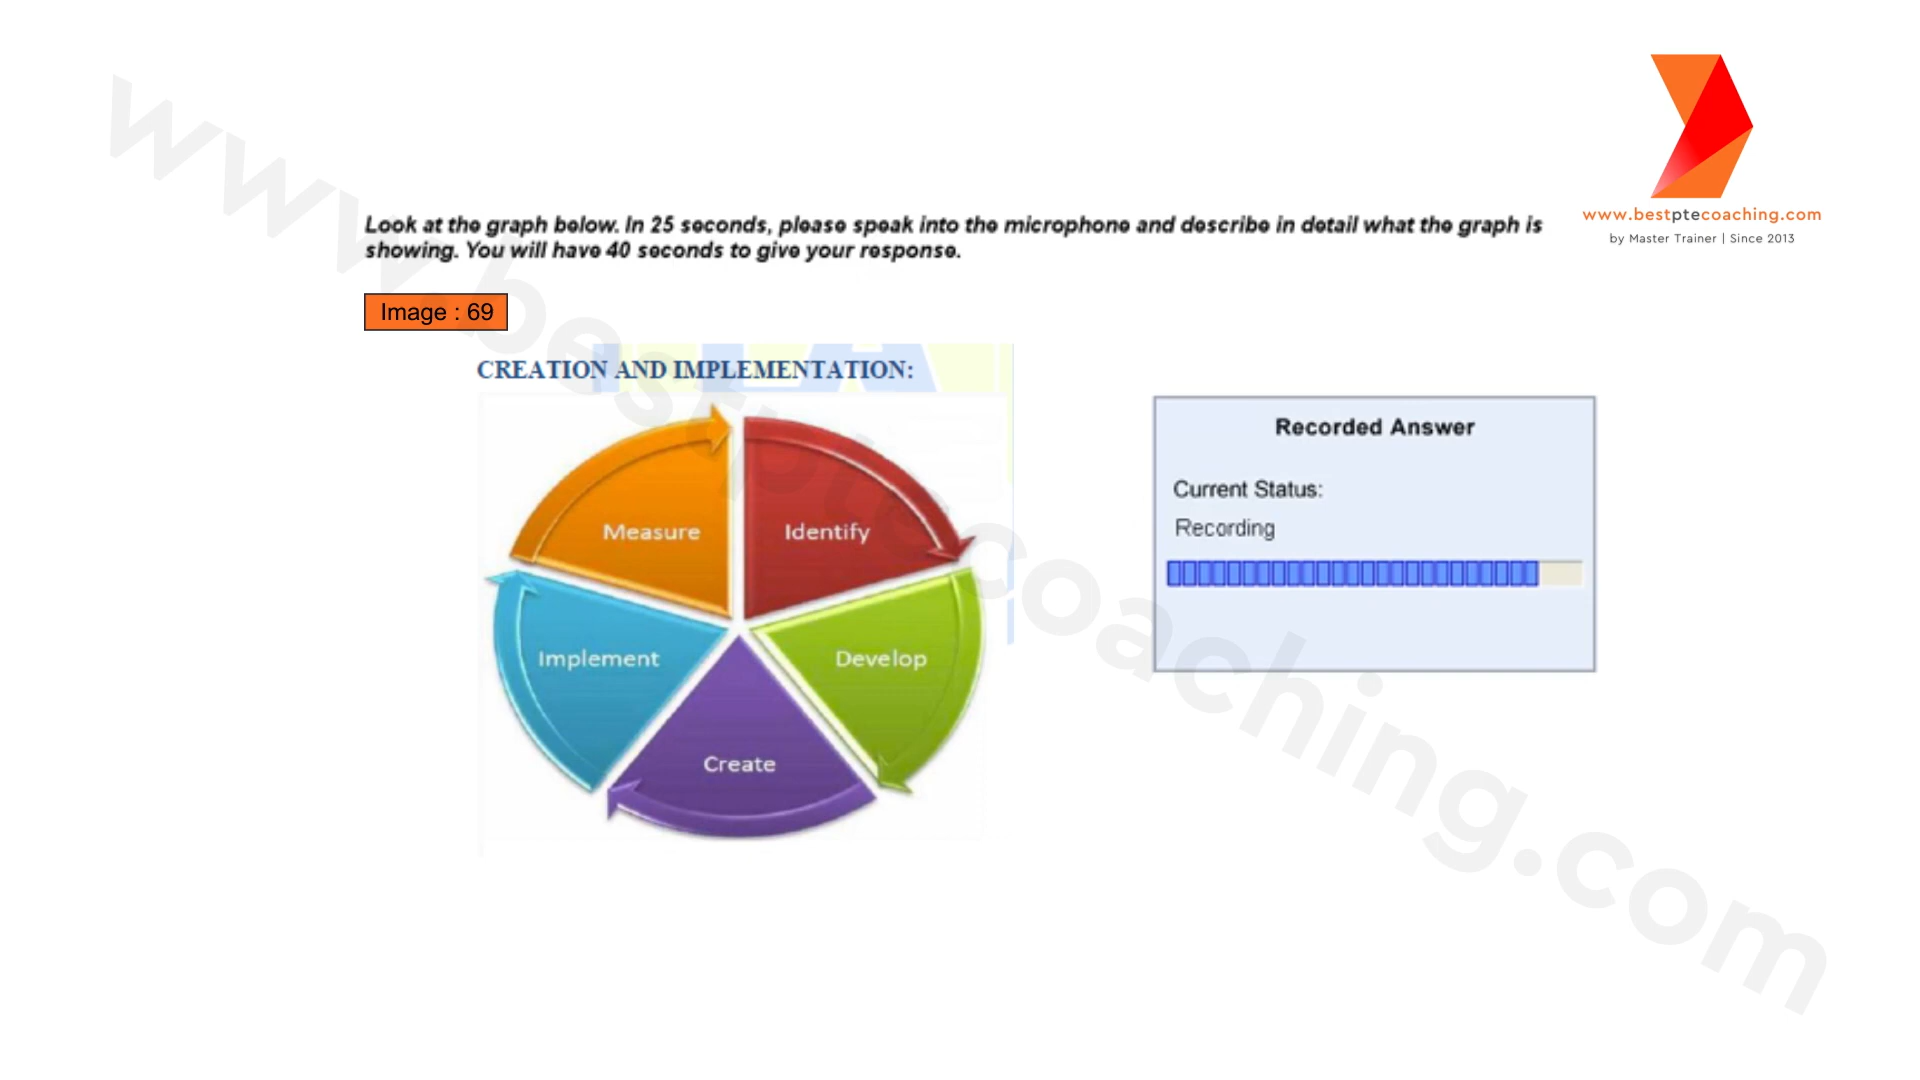 www.bestptecoaching.com
by Master Trainer | Since 2013
Look at the graph below. In 25 seconds, please speak into the microphone and describe in detail what the graph is
showing. You will have 40 seconds to give your response.
Image : 69
CREATION AND IMPLEMENTATION:
Measure
Identify
Implement
Develop
Create
Recorded Answer
Current Status:
Recording
www.bestptecoaching.com